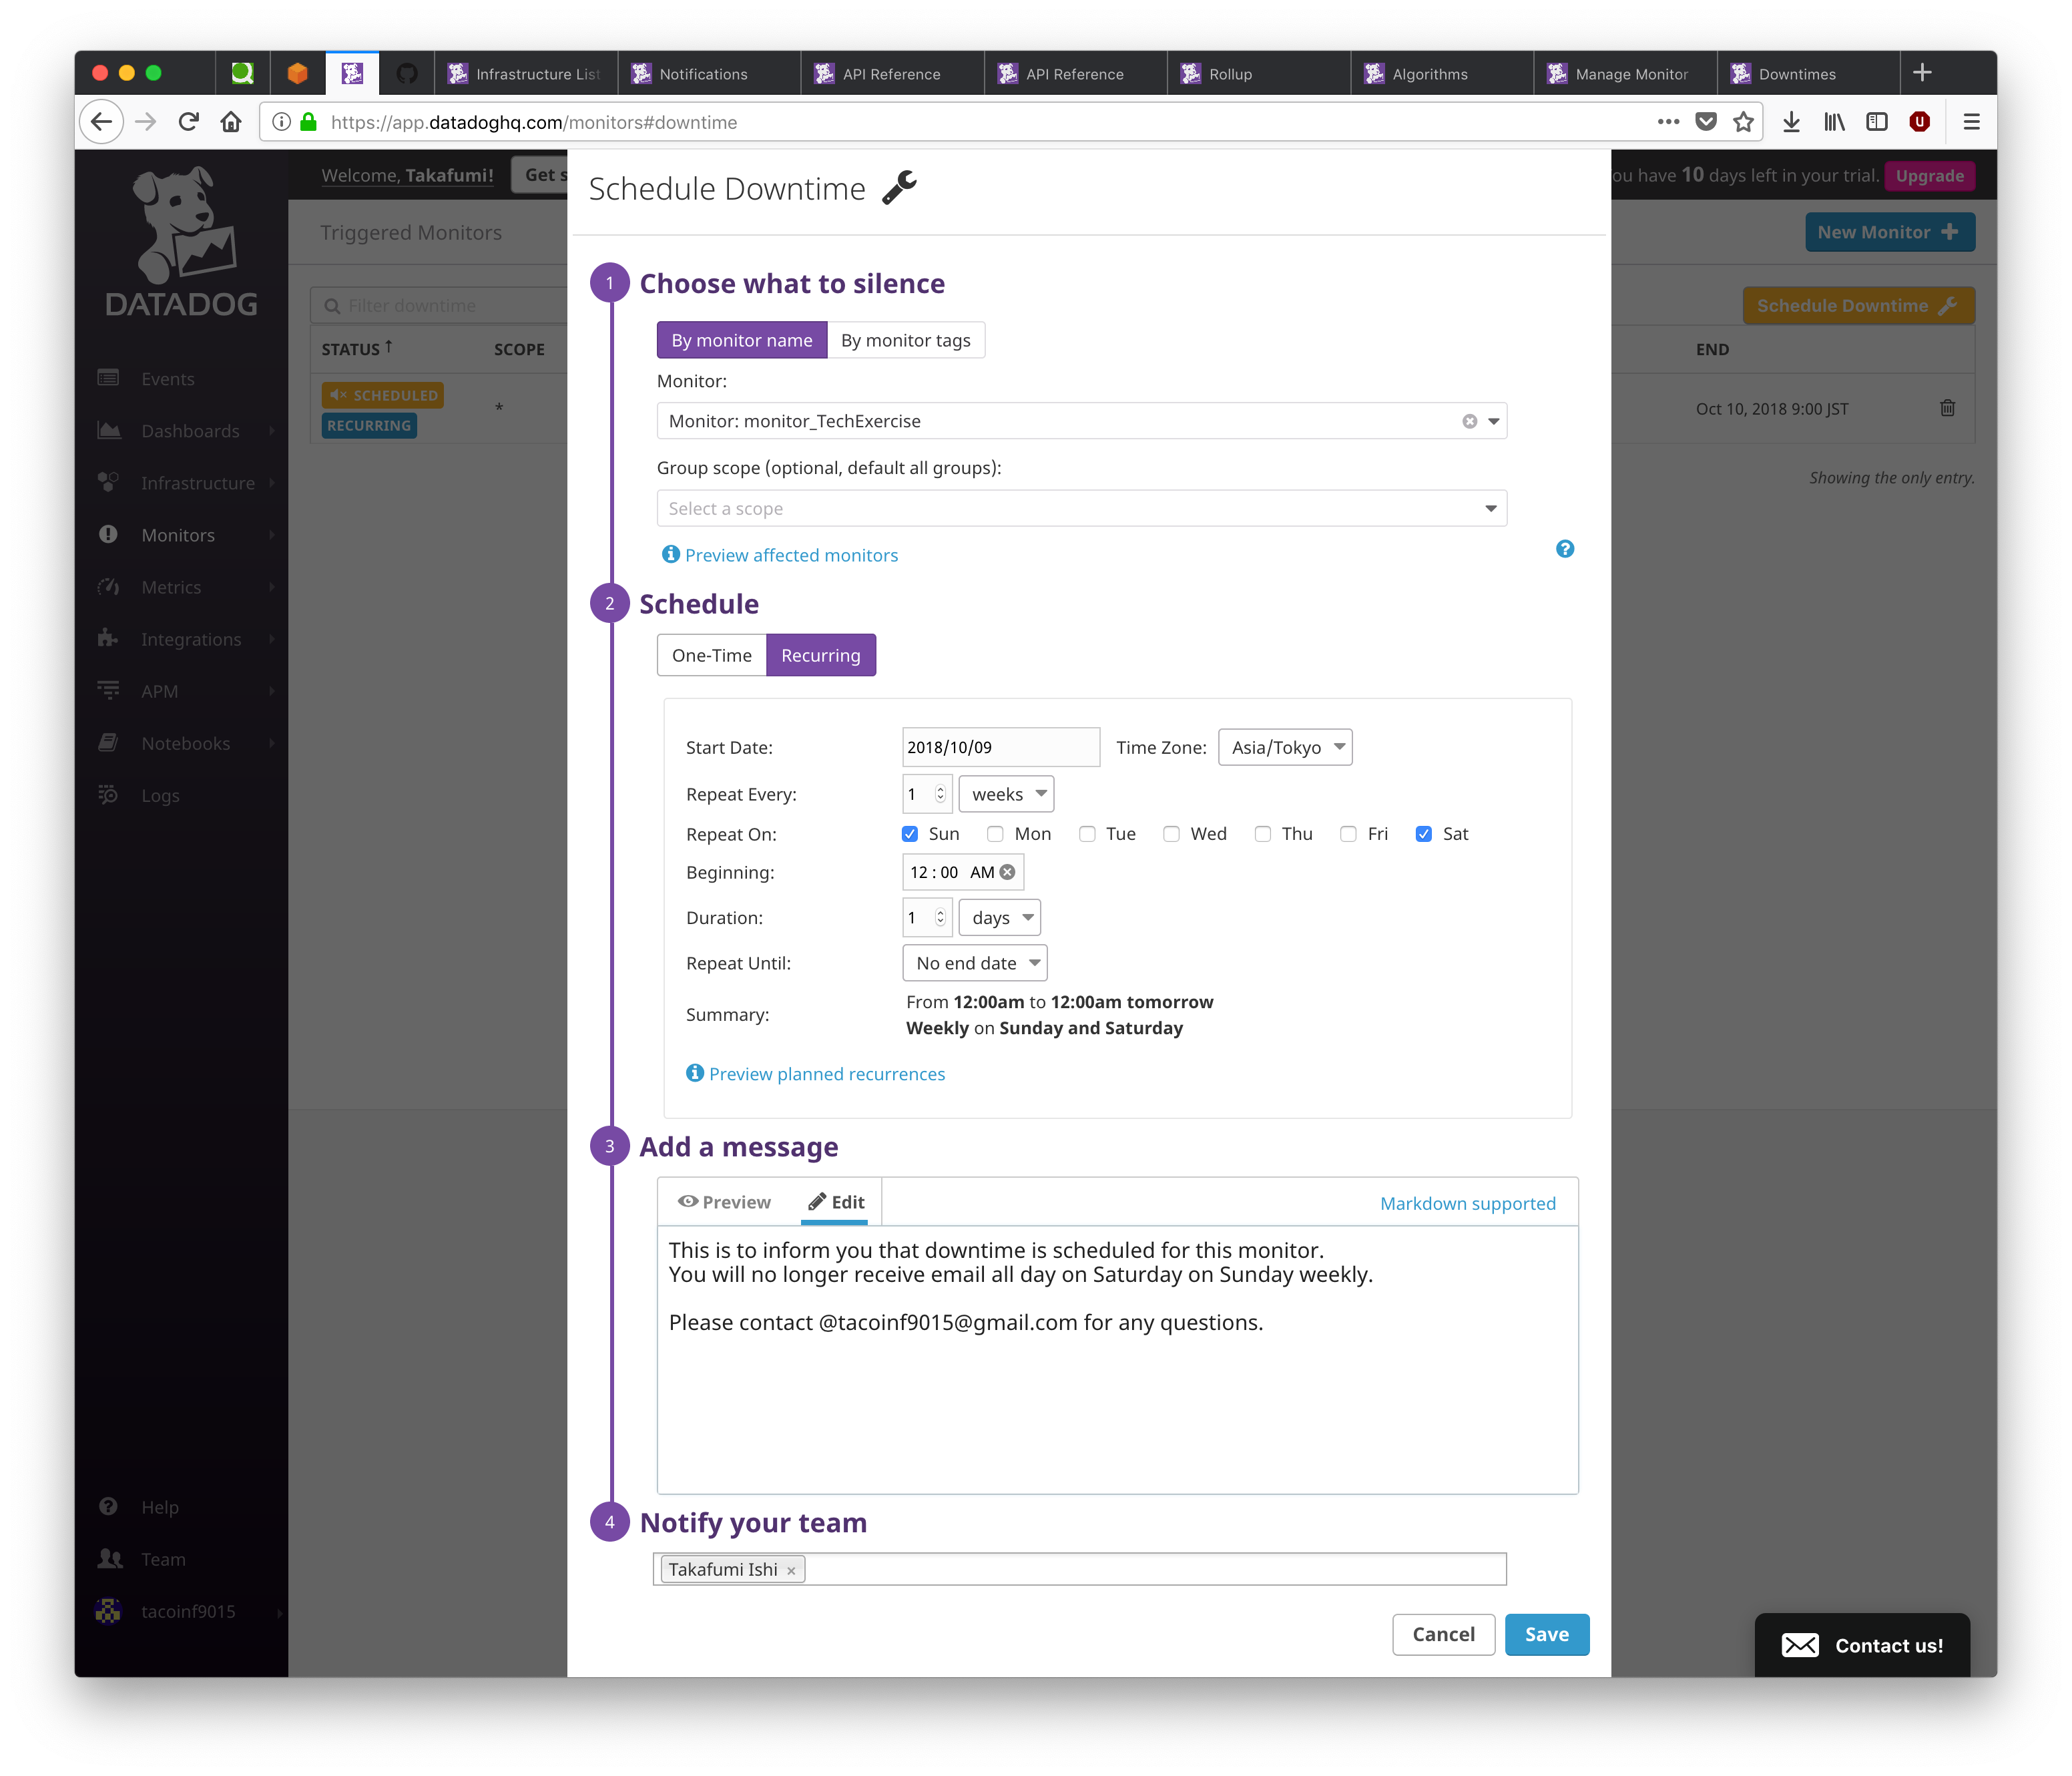 Infrastructure List
Notifications
API Reference
API Reference
Rollup
Algorithms
Manage Monitor
Downtimes
https://app.datadoghq.com/monitors#downtime
DATADOG
Events
Dashboards
Infrastructure
Monitors
Metrics
Integrations
APM
Notebooks
Logs
Help
Team
tacoinf9015
Welcome, Takafumi!
Get s
ou have 10 days left in your trial.
Upgrade
Triggered Monitors
New Monitor
Filter downtime
Schedule Downtime
STATUS
SCOPE
END
SCHEDULED
RECURRING
*
Oct 10, 2018 9:00 JST
Showing the only entry.
Schedule Downtime
1 Choose what to silence
By monitor name
By monitor tags
Monitor:
Monitor: monitor_TechExercise
Group scope (optional, default all groups):
Select a scope
Preview affected monitors
2 Schedule
One-Time
Recurring
Start Date: 2018/10/09 Time Zone: Asia/Tokyo
Repeat Every: 1 weeks
Repeat On: Sun Mon Tue Wed Thu Fri Sat
Beginning: 12 : 00 AM
Duration: 1 days
Repeat Until: No end date
Summary: From 12:00am to 12:00am tomorrow
Weekly on Sunday and Saturday
Preview planned recurrences
3 Add a message
Preview
Edit
Markdown supported
This is to inform you that downtime is scheduled for this monitor.
You will no longer receive email all day on Saturday on Sunday weekly.
Please contact @tacoinf9015@gmail.com for any questions.
4 Notify your team
Takafumi Ishi ×
Cancel
Save
Contact us!